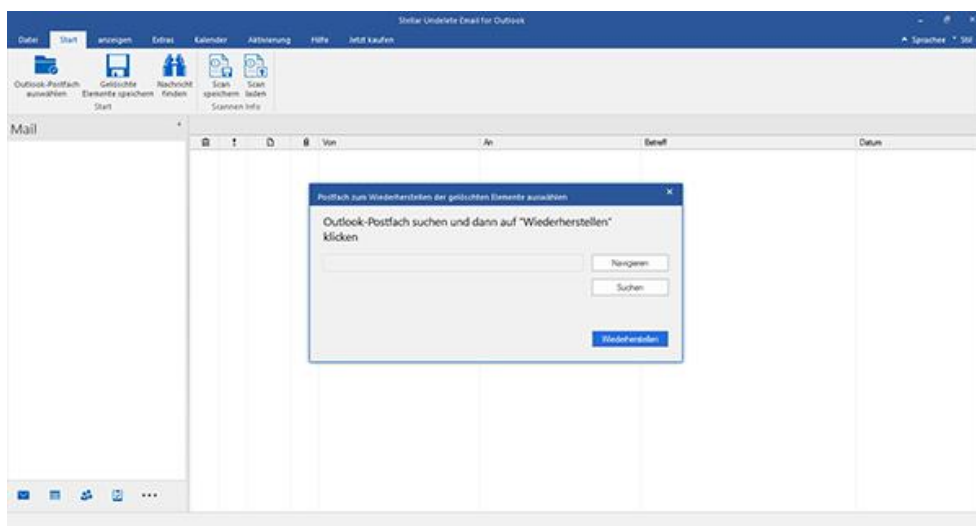 Stellar Undelete Email for Outlook
Datei Start anzeigen Extras Kalender Aktivierung Hilfe Jetzt kaufen Sprachee Stil
Outlook-Postfach Gelöschte Nachricht Scan Scan
auswählen Elemente speichern finden speichern laden
Start Scannen Info
Mail
Von An Betreff Datum
Postfach zum Wiederherstellen der gelöschten Elemente auswählen
Outlook-Postfach suchen und dann auf "Wiederherstellen"
klicken
Navigieren
Suchen
Wiederherstellen